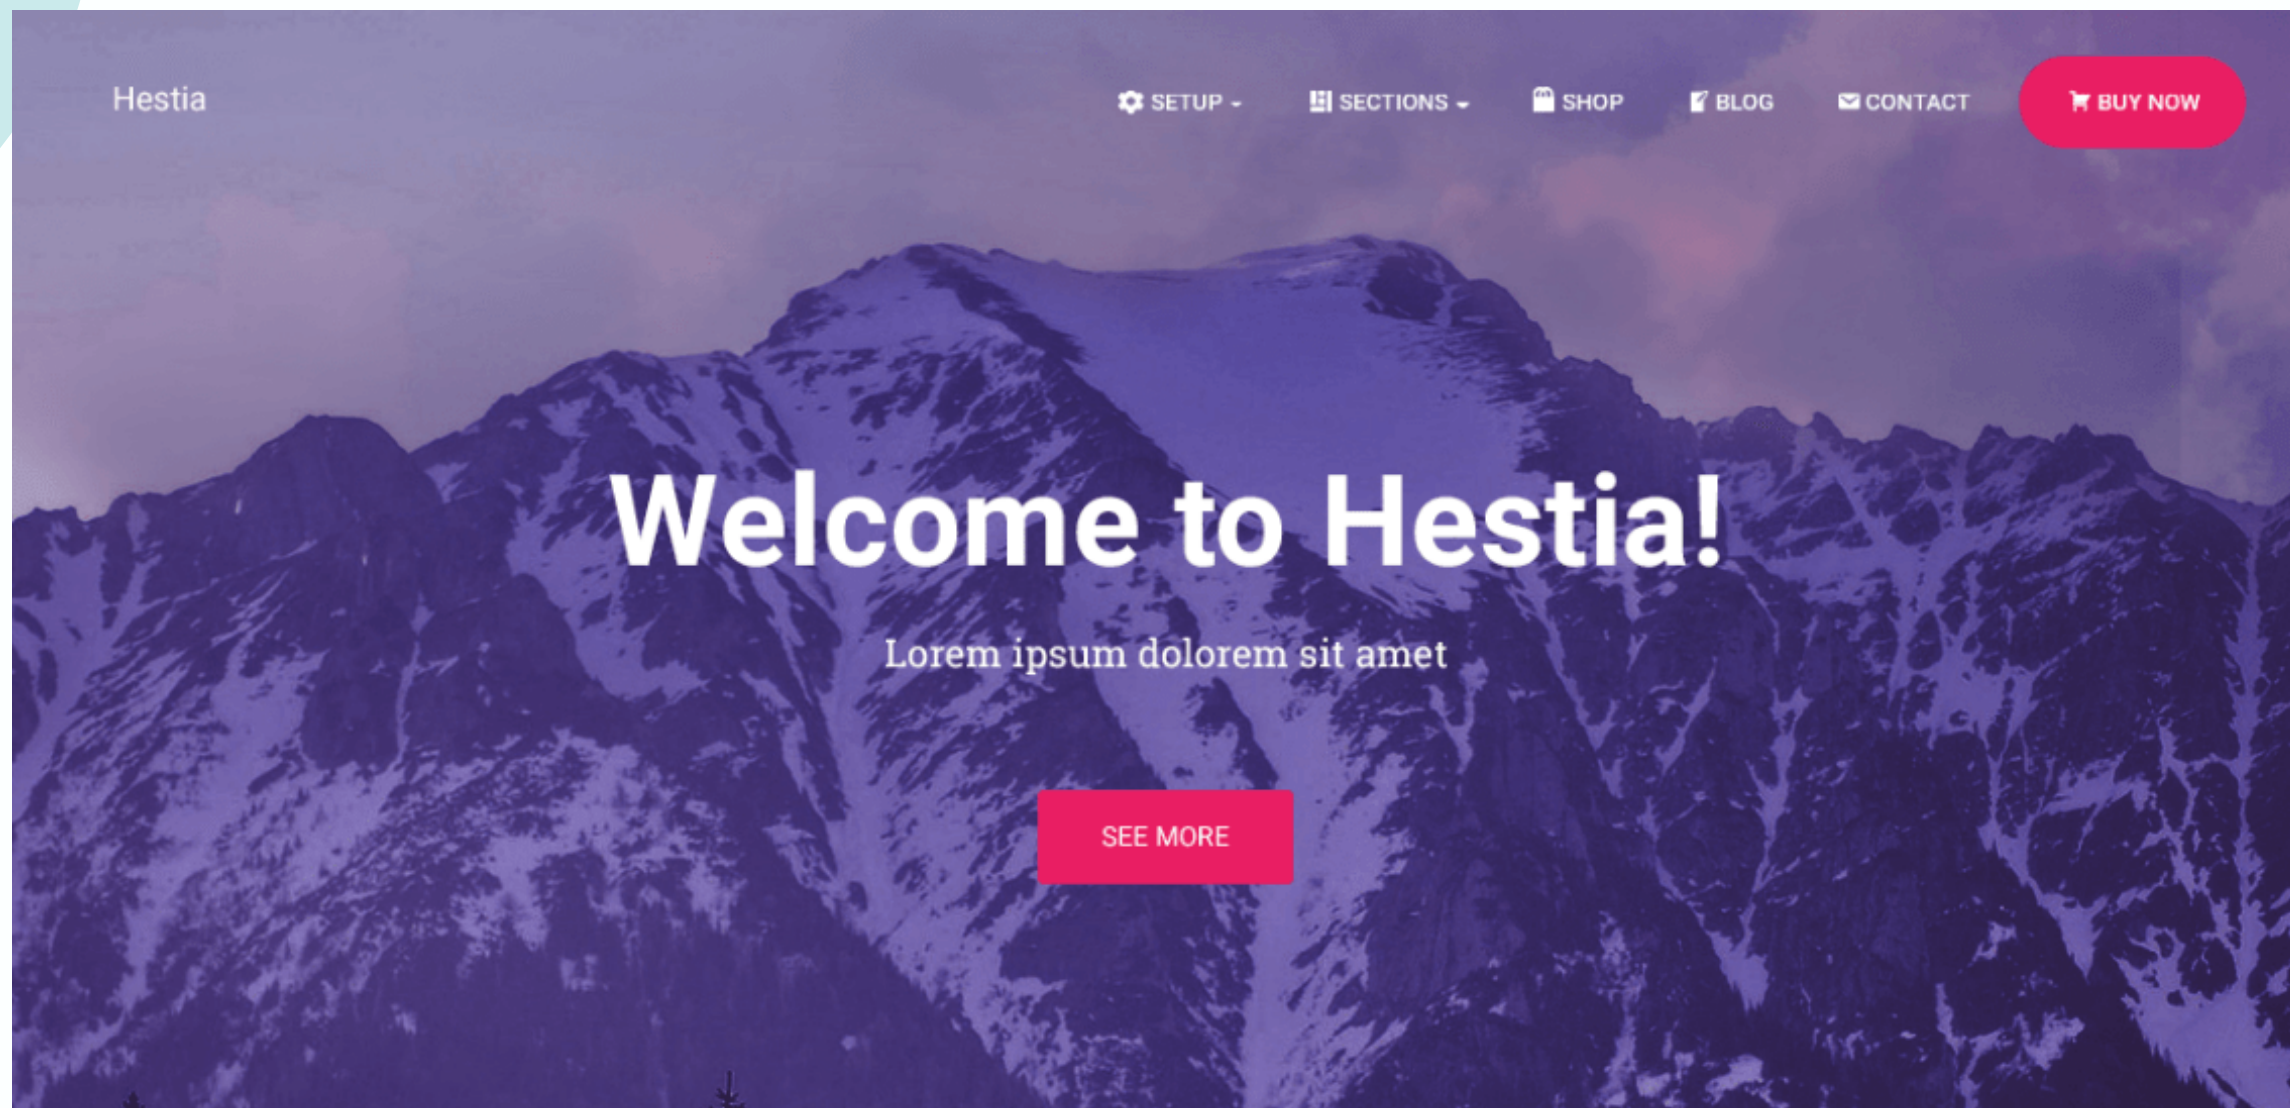 Hestia
SETUP SECTIONS SHOP BLOG CONTACT BUY NOW
Welcome to Hestia!
Lorem ipsum dolorem sit amet
SEE MORE